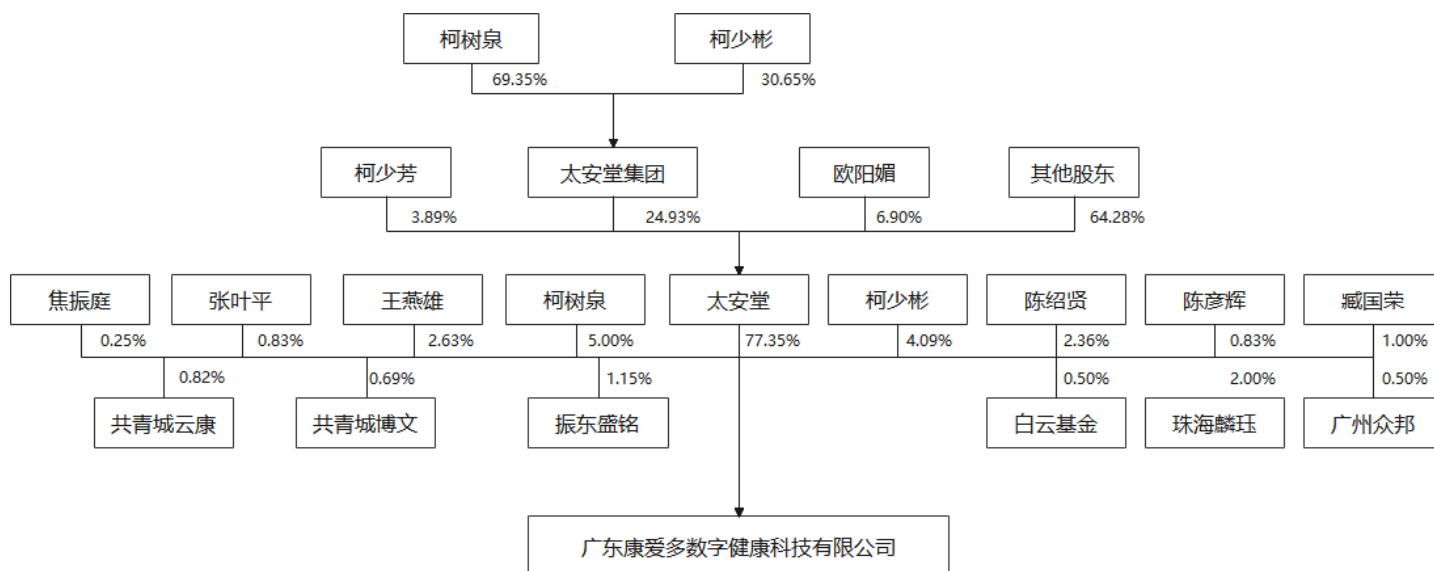 柯树泉
柯少彬
69.35%
30.65%
柯少芳
太安堂集团
欧阳媚
其他股东
3.89%
24.93%
6.90%
64.28%
焦振庭
张叶平
王燕雄
柯树泉
太安堂
柯少彬
陈绍贤
陈彦辉
臧国荣
0.25%
0.83%
2.63%
5.00%
77.35%
4.09%
2.36%
0.83%
1.00%
0.82%
0.69%
1.15%
0.50%
2.00%
0.50%
共青城云康
共青城博文
振东盛铭
白云基金
珠海麟珏
广州众邦
广东康爱多数字健康科技有限公司